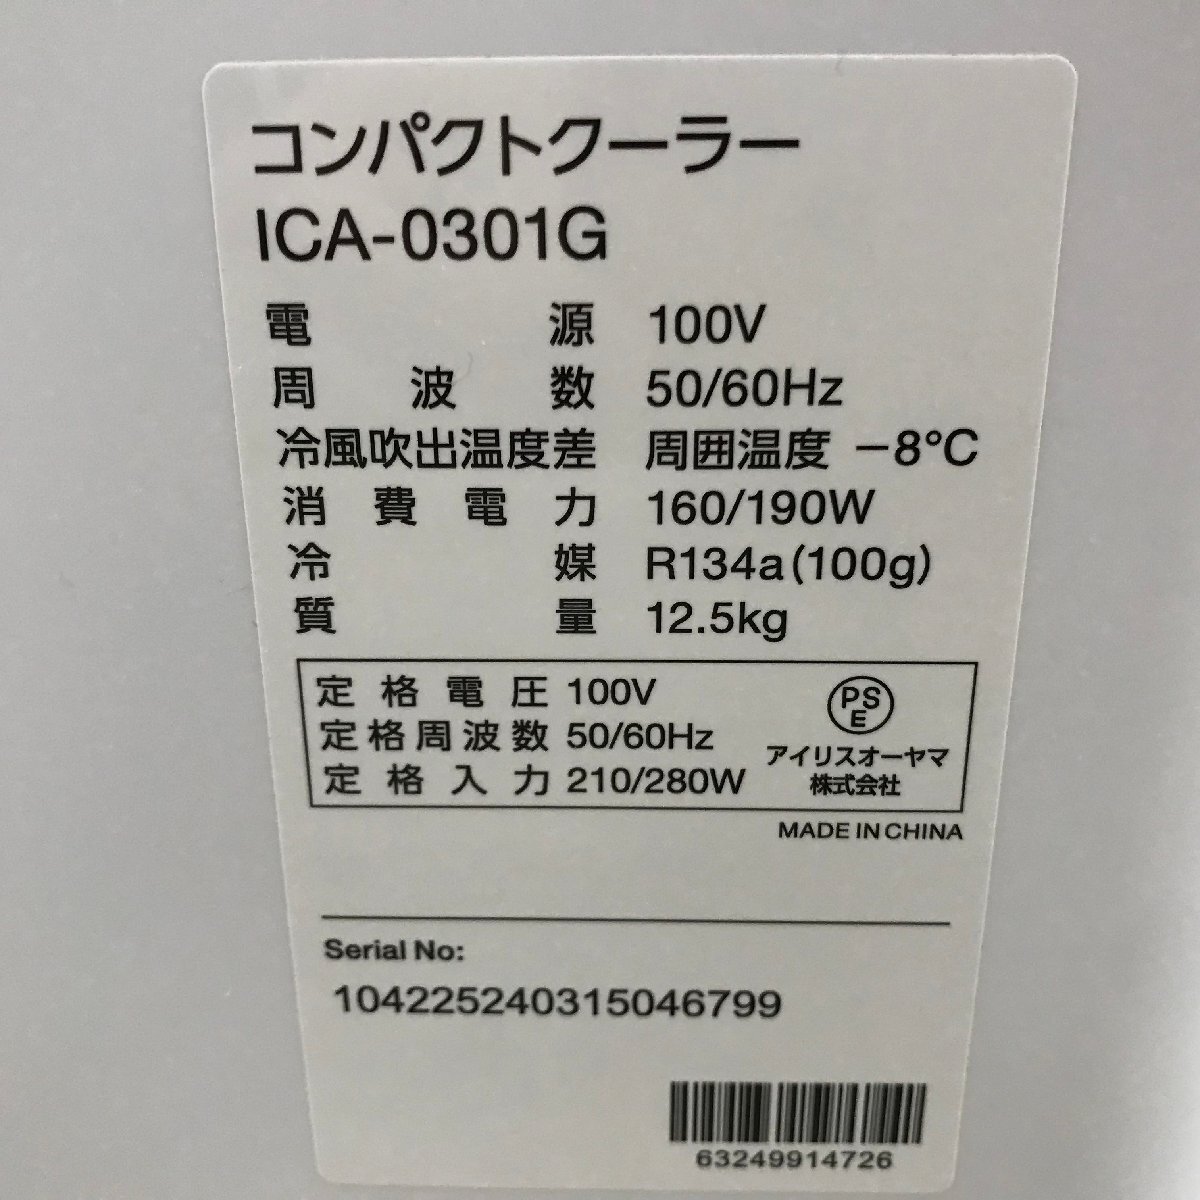 コンパクトクーラー
ICA-0301G
電源 100V
周波数 50/60Hz
冷風吹出温度差 周囲温度 −8℃
消費電力 160/190W
冷媒 R134a(100g)
質量 12.5kg
定格電圧 100V
定格周波数 50/60Hz
定格入力 210/280W
PS
E
アイリスオーヤマ
株式会社
MADE IN CHINA
Serial No:
104225240315046799
63249914726